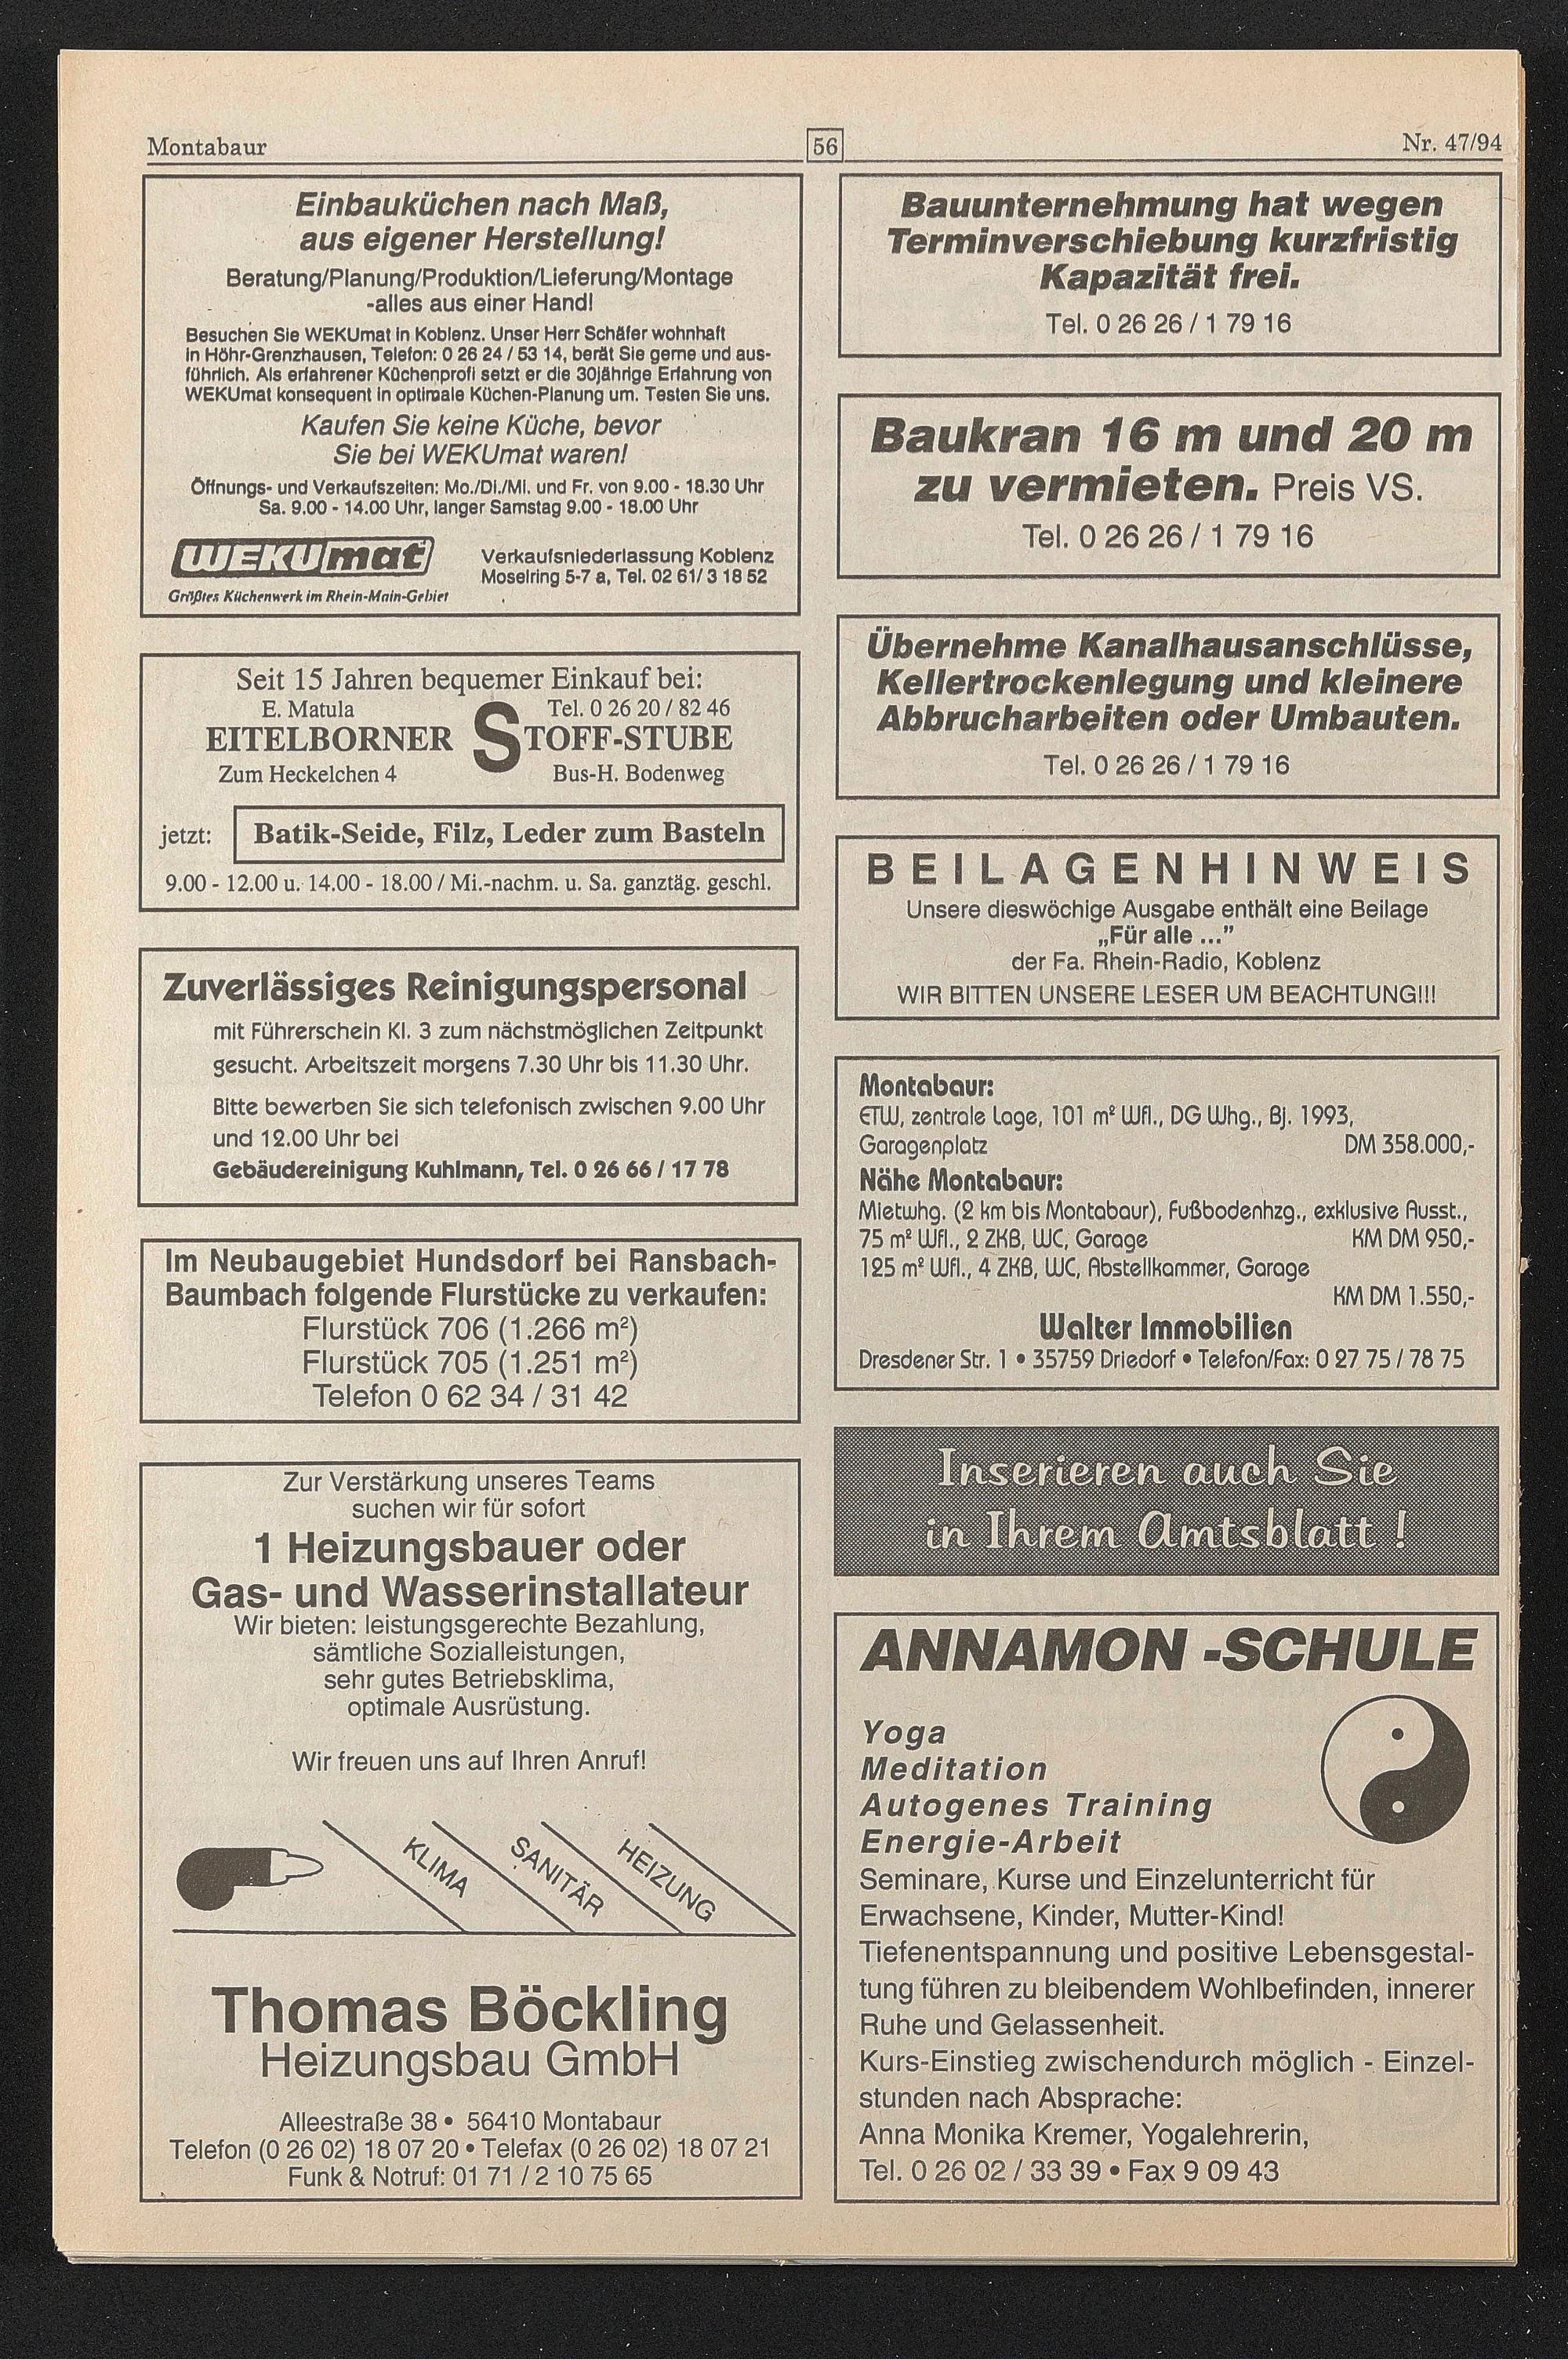 Montabaur
56
Nr. 47/94
Einbauküchen nach Maß,
aus eigener Herstellung!
Beratung/Planung/Produktion/Lieferung/Montage
-alles aus einer Hand!
Besuchen Sie WEKUmat in Koblenz. Unser Herr Schäfer wohnhaft
in Höhr-Grenzhausen, Telefon: 0 26 24 / 53 14, berät Sie gerne und aus-
führlich. Als erfahrener Küchenprofi setzt er die 30jährige Erfahrung von
WEKUmat konsequent in optimale Küchen-Planung um. Testen Sie uns.
Kaufen Sie keine Küche, bevor
Sie bei WEKUmat waren!
Öffnungs- und Verkaufszeiten: Mo./Di./Mi. und Fr. von 9.00 - 18.30 Uhr
Sa. 9.00 - 14.00 Uhr, langer Samstag 9.00 - 18.00 Uhr
WEKUmat
Größtes Küchenwerk im Rhein-Main-Gebiet
Verkaufsniederlassung Koblenz
Moselring 5-7 a, Tel. 02 61/ 3 18 52
Seit 15 Jahren bequemer Einkauf bei:
E. Matula Tel. 0 26 20 / 82 46
EITELBORNER STOFF-STUBE
Zum Heckelchen 4 Bus-H. Bodenweg
jetzt: Batik-Seide, Filz, Leder zum Basteln
9.00 - 12.00 u. 14.00 - 18.00 / Mi.-nachm. u. Sa. ganztäg. geschl.
Zuverlässiges Reinigungspersonal
mit Führerschein Kl. 3 zum nächstmöglichen Zeitpunkt
gesucht. Arbeitszeit morgens 7.30 Uhr bis 11.30 Uhr.
Bitte bewerben Sie sich telefonisch zwischen 9.00 Uhr
und 12.00 Uhr bei
Gebäudereinigung Kuhlmann, Tel. 0 26 66 / 17 78
Im Neubaugebiet Hundsdorf bei Ransbach-
Baumbach folgende Flurstücke zu verkaufen:
Flurstück 706 (1.266 m²)
Flurstück 705 (1.251 m²)
Telefon 0 62 34 / 31 42
Zur Verstärkung unseres Teams
suchen wir für sofort
1 Heizungsbauer oder
Gas- und Wasserinstallateur
Wir bieten: leistungsgerechte Bezahlung,
sämtliche Sozialleistungen,
sehr gutes Betriebsklima,
optimale Ausrüstung.
Wir freuen uns auf Ihren Anruf!
KLIMA
SANITÄR
HEIZUNG
Thomas Böckling
Heizungsbau GmbH
Alleestraße 38 • 56410 Montabaur
Telefon (0 26 02) 18 07 20 • Telefax (0 26 02) 18 07 21
Funk & Notruf: 01 71 / 2 10 75 65
Bauunternehmung hat wegen
Terminverschiebung kurzfristig
Kapazität frei.
Tel. 0 26 26 / 1 79 16
Baukran 16 m und 20 m
zu vermieten. Preis VS.
Tel. 0 26 26 / 1 79 16
Übernehme Kanalhausanschlüsse,
Kellertrockenlegung und kleinere
Abbrucharbeiten oder Umbauten.
Tel. 0 26 26 / 1 79 16
BEILAGENHINWEIS
Unsere dieswöchige Ausgabe enthält eine Beilage
„Für alle ...”
der Fa. Rhein-Radio, Koblenz
WIR BITTEN UNSERE LESER UM BEACHTUNG!!!
Montabaur:
ETW, zentrale Lage, 101 m² Wfl., DG Whg., Bj. 1993,
Garagenplatz DM 358.000,-
Nähe Montabaur:
Mietwhg. (2 km bis Montabaur), Fußbodenhzg., exklusive Ausst.,
75 m² Wfl., 2 ZKB, WC, Garage KM DM 950,-
125 m² Wfl., 4 ZKB, WC, Abstellkammer, Garage
KM DM 1.550,-
Walter Immobilien
Dresdener Str. 1 • 35759 Driedorf • Telefon/Fax: 0 27 75 / 78 75
Inserieren auch Sie
in Ihrem Amtsblatt !
ANNAMON -SCHULE
Yoga
Meditation
Autogenes Training
Energie-Arbeit
Seminare, Kurse und Einzelunterricht für
Erwachsene, Kinder, Mutter-Kind!
Tiefenentspannung und positive Lebensgestal-
tung führen zu bleibendem Wohlbefinden, innerer
Ruhe und Gelassenheit.
Kurs-Einstieg zwischendurch möglich - Einzel-
stunden nach Absprache:
Anna Monika Kremer, Yogalehrerin,
Tel. 0 26 02 / 33 39 • Fax 9 09 43